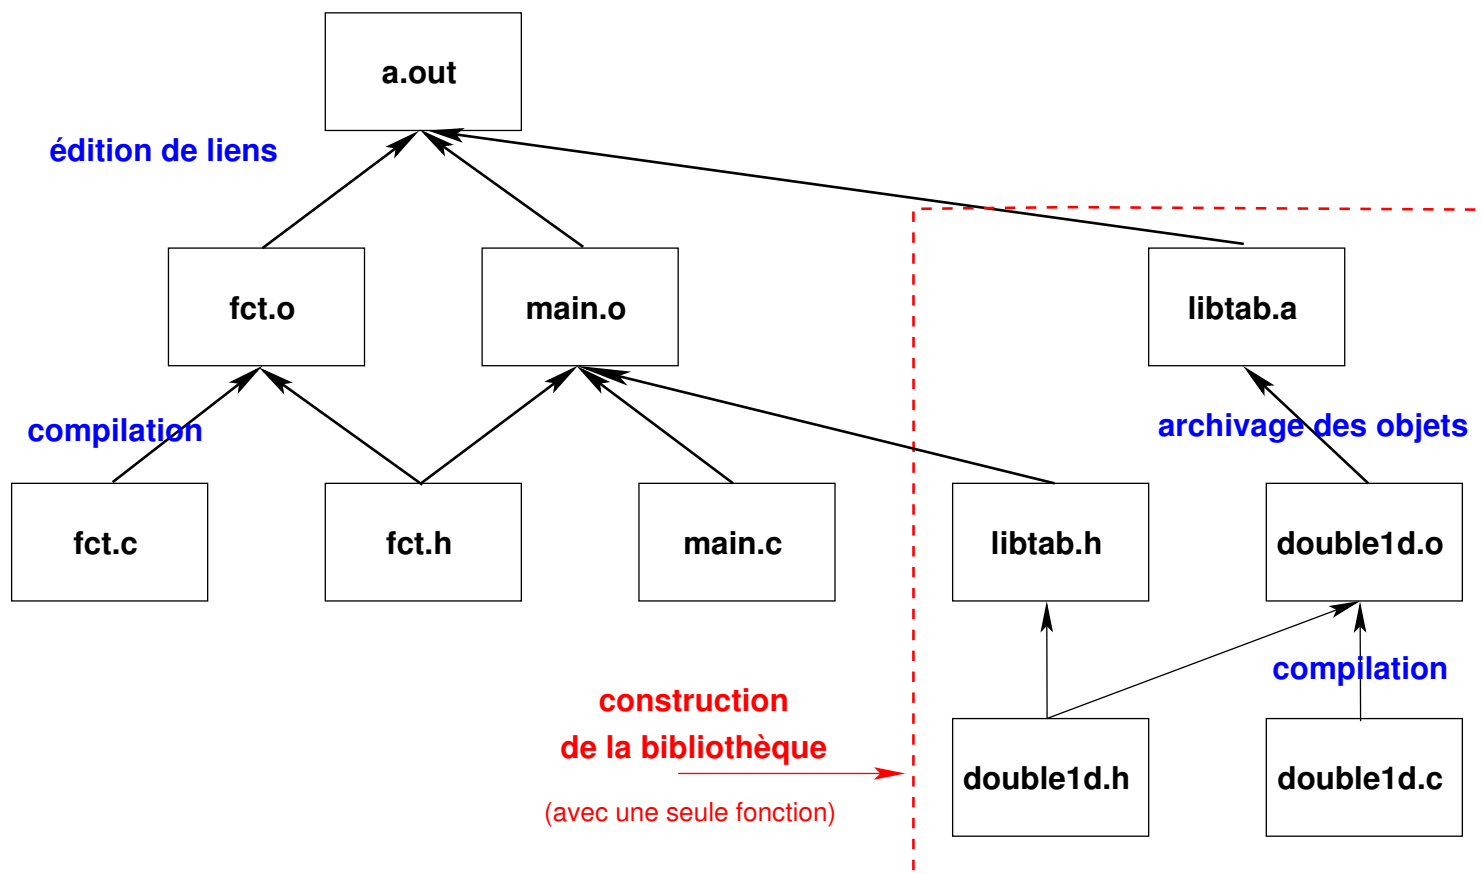 a.out
édition de liens
fct.o
main.o
libtab.a
compilation
archivage des objets
fct.c
fct.h
main.c
libtab.h
double1d.o
compilation
construction
de la bibliothèque
(avec une seule fonction)
double1d.h
double1d.c